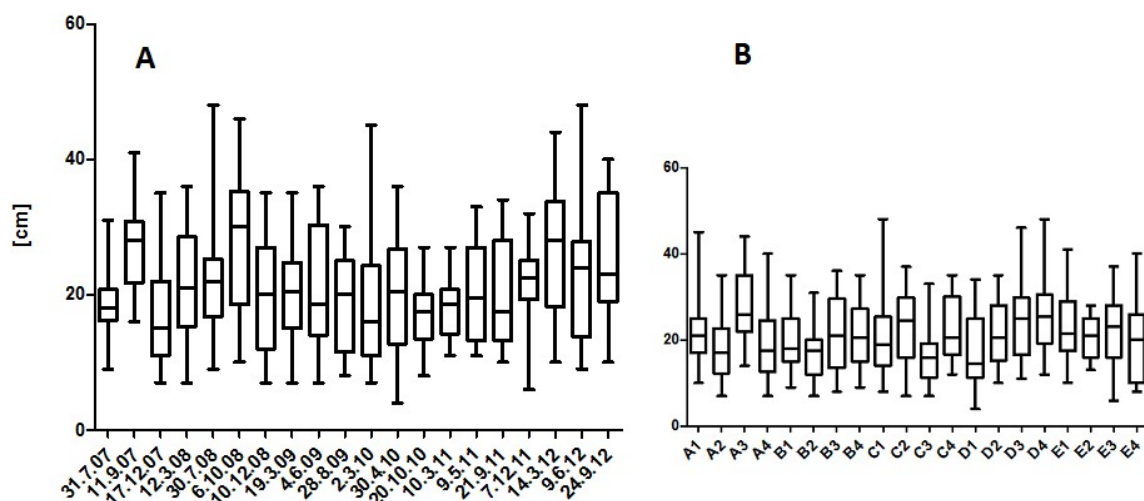 A
60
40
20
0
[cm]
31.7.07
11.9.07
17.12.07
12.3.08
30.7.08
6.10.08
10.12.08
19.3.09
4.6.09
28.8.09
2.3.10
30.4.10
20.10.10
10.3.11
9.5.11
21.9.11
7.12.11
14.3.12
9.6.12
24.9.12
B
60
40
20
0
A1
A2
A3
A4
B1
B2
B3
B4
C1
C2
C3
C4
D1
D2
D3
D4
E1
E2
E3
E4